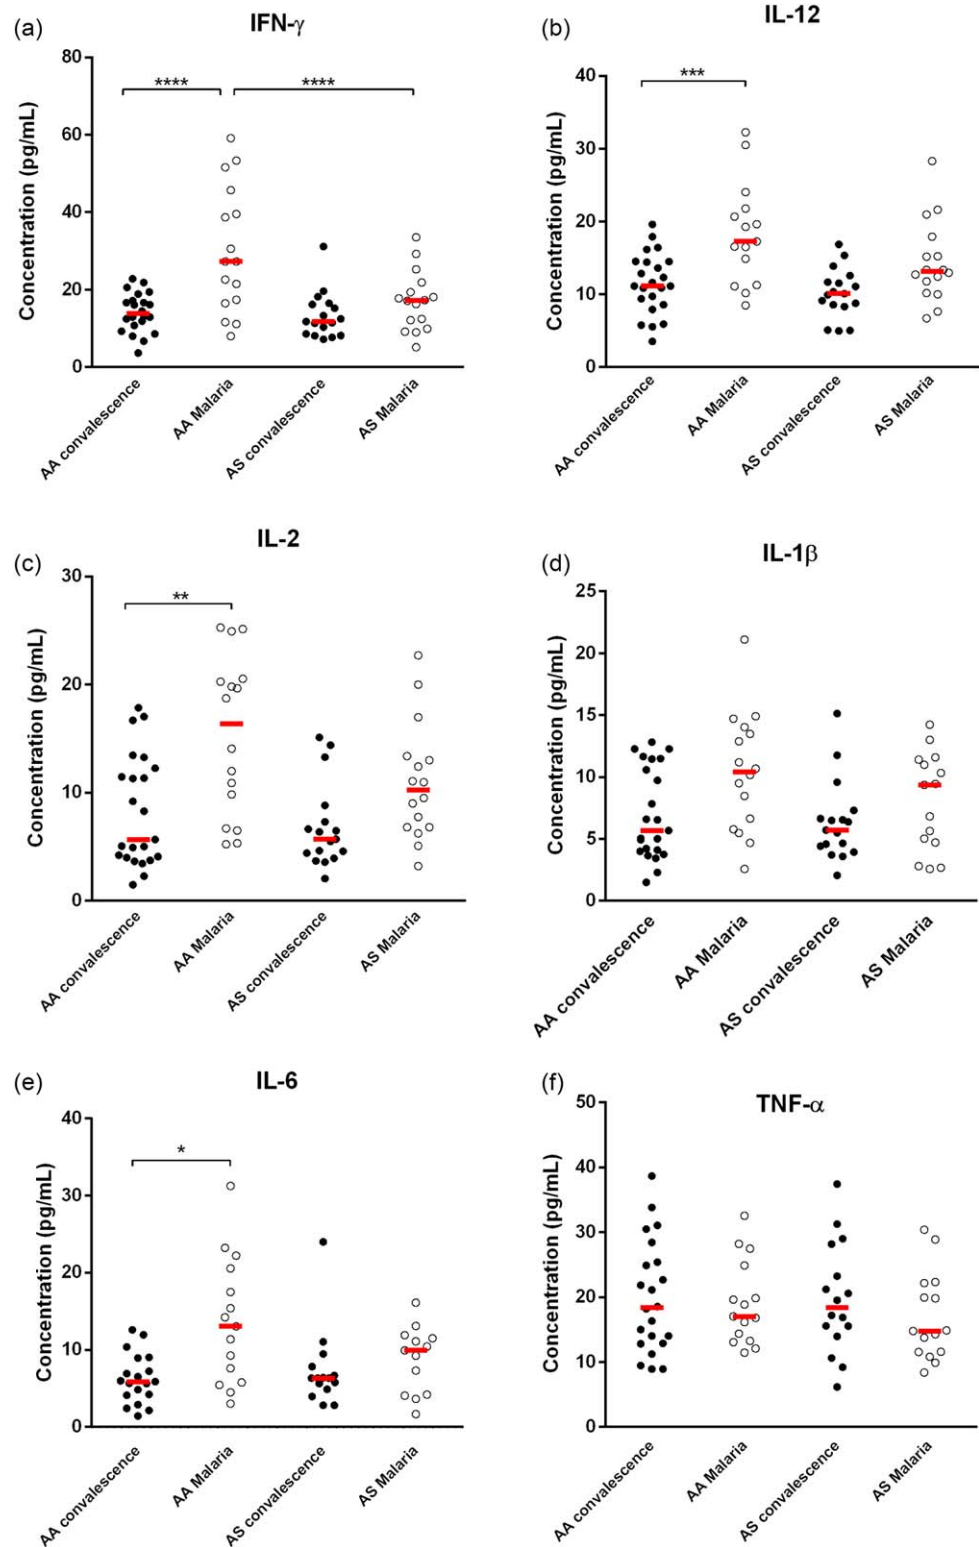 (a)
IFN-γ
Concentration (pg/mL)
80
60
40
20
0
****
****
AA convalescence
AA Malaria
AS convalescence
AS Malaria
(b)
IL-12
Concentration (pg/mL)
40
30
20
10
0
***
AA convalescence
AA Malaria
AS convalescence
AS Malaria
(c)
IL-2
Concentration (pg/mL)
30
20
10
0
**
AA convalescence
AA Malaria
AS convalescence
AS Malaria
(d)
IL-1β
Concentration (pg/mL)
25
20
15
10
5
0
AA convalescence
AA Malaria
AS convalescence
AS Malaria
(e)
IL-6
Concentration (pg/mL)
40
30
20
10
0
*
AA convalescence
AA Malaria
AS convalescence
AS Malaria
(f)
TNF-α
Concentration (pg/mL)
50
40
30
20
10
0
AA convalescence
AA Malaria
AS convalescence
AS Malaria